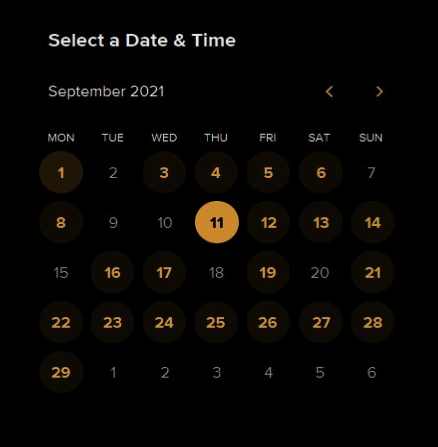 Select a Date & Time
September 2021
MON TUE WED THU FRI SAT SUN
1 2 3 4 5 6 7
8 9 10 11 12 13 14
15 16 17 18 19 20 21
22 23 24 25 26 27 28
29 1 2 3 4 5 6